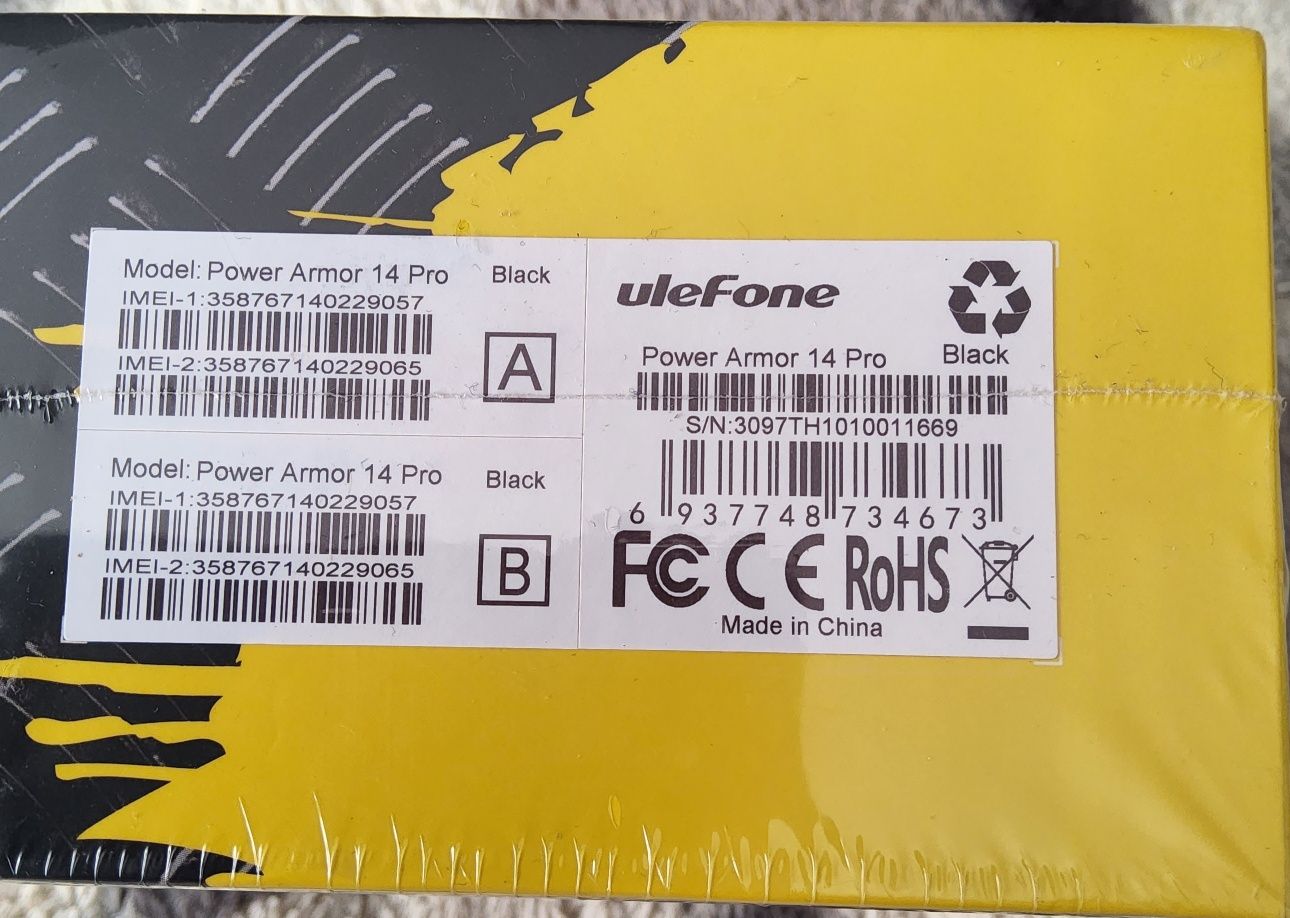 Model: Power Armor 14 Pro Black
IMEI-1:358767140229057
IMEI-2:358767140229065
A
Model: Power Armor 14 Pro Black
IMEI-1:358767140229057
IMEI-2:358767140229065
B
uleFone
Power Armor 14 Pro Black
S/N:3097TH1010011669
6 937748 734673
FC CE RoHS
Made in China